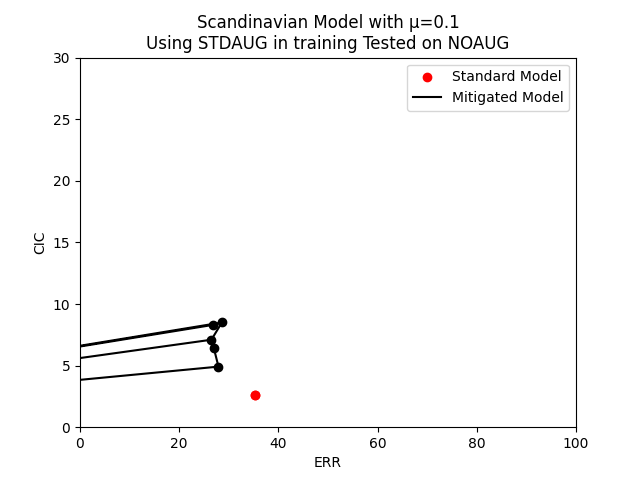 Scandinavian Model with μ=0.1
Using STDAUG in training Tested on NOAUG
30
25
20
15
10
5
0
CIC
Standard Model
Mitigated Model
0 20 40 60 80 100
ERR